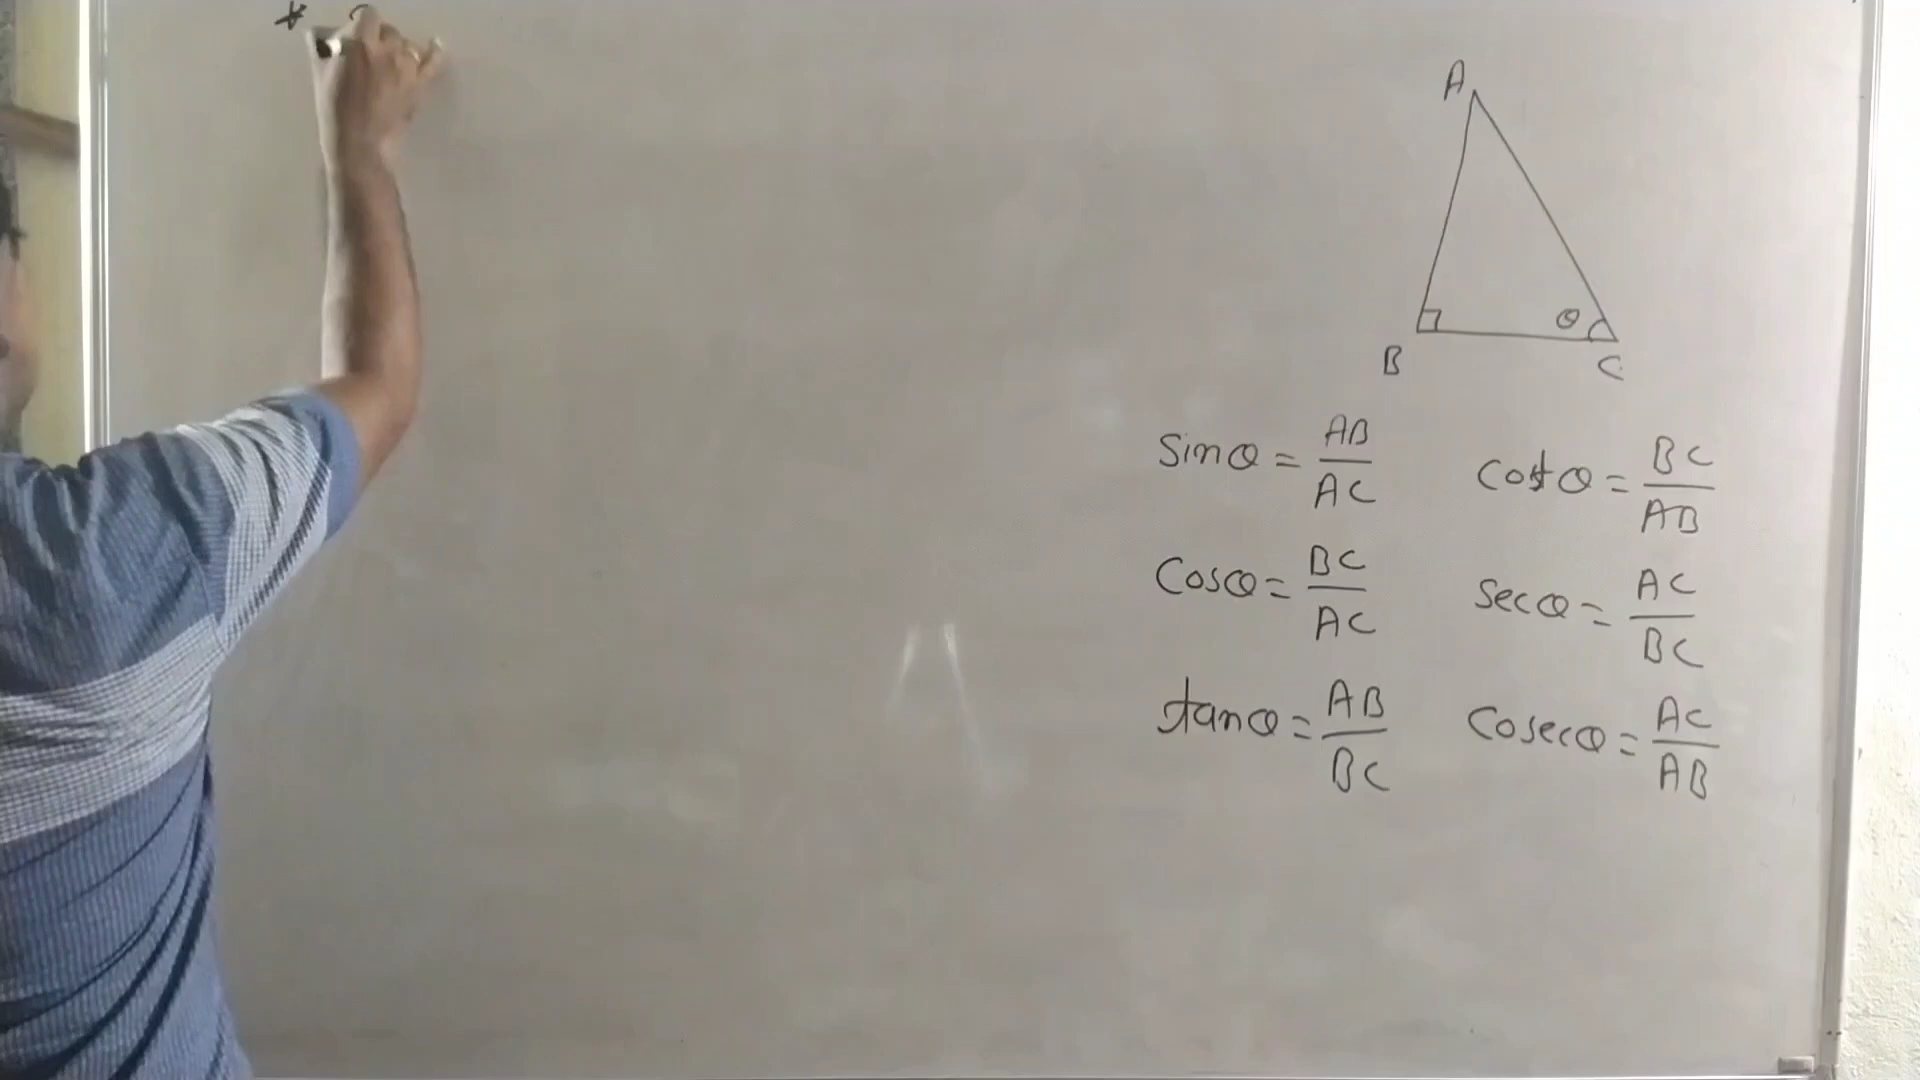 *
A
θ
B C
Sinθ = AB/AC Cotθ = BC/AB
Cosθ = BC/AC Secθ = AC/BC
tanθ = AB/BC Cosecθ = AC/AB